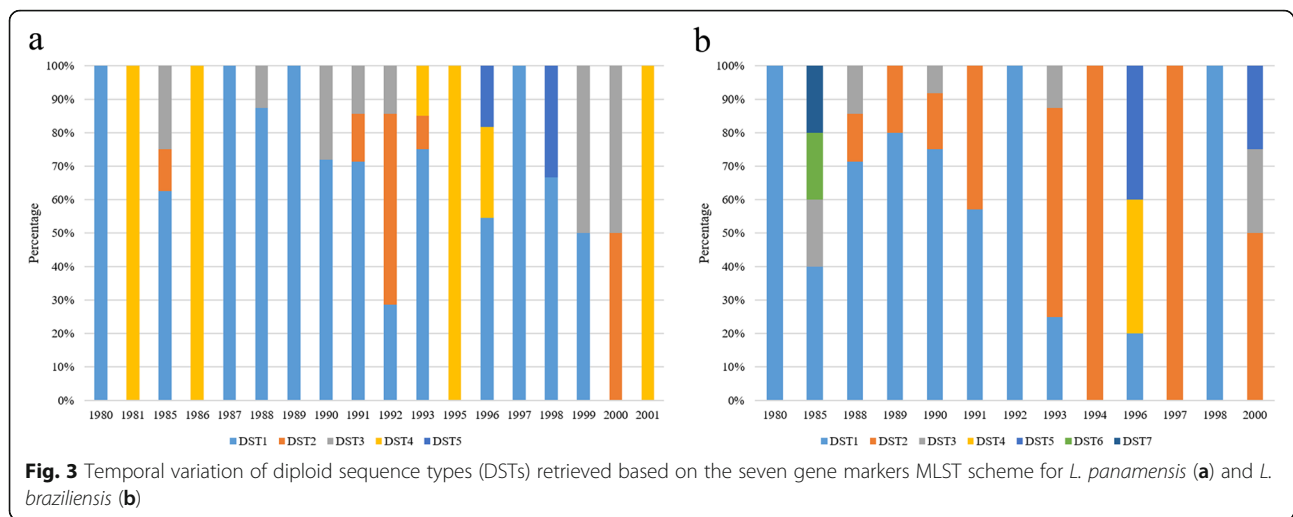 a
100%
90%
80%
70%
60%
50%
40%
30%
20%
10%
0%
Percentage
1980 1981 1985 1986 1987 1988 1989 1990 1991 1992 1993 1995 1996 1997 1998 1999 2000 2001
DST1 DST2 DST3 DST4 DST5
b
100%
90%
80%
70%
60%
50%
40%
30%
20%
10%
0%
Percentage
1980 1985 1988 1989 1990 1991 1992 1993 1994 1996 1997 1998 2000
DST1 DST2 DST3 DST4 DST5 DST6 DST7
Fig. 3 Temporal variation of diploid sequence types (DSTs) retrieved based on the seven gene markers MLST scheme for L. panamensis (a) and L.
braziliensis (b)